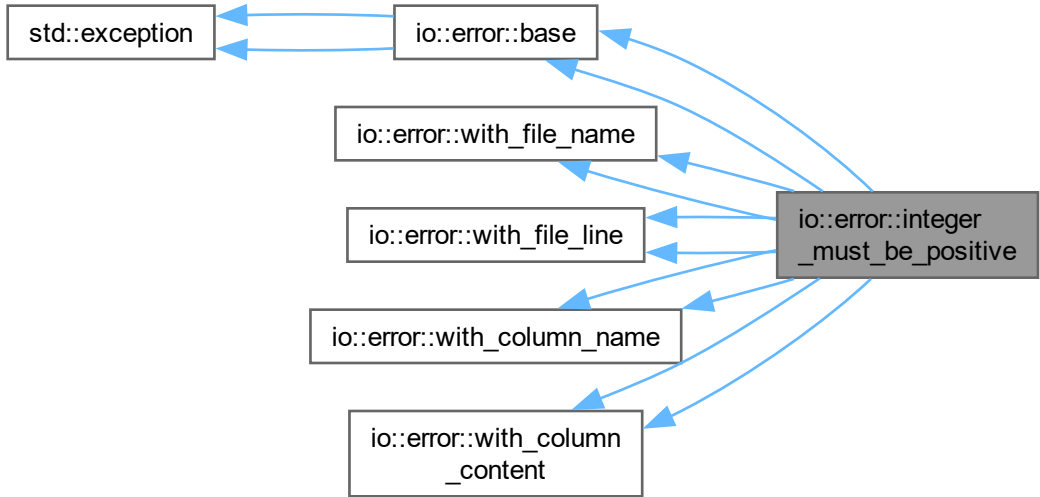 std::exception
io::error::base
io::error::with_file_name
io::error::with_file_line
io::error::with_column_name
io::error::with_column
_content
io::error::integer
_must_be_positive